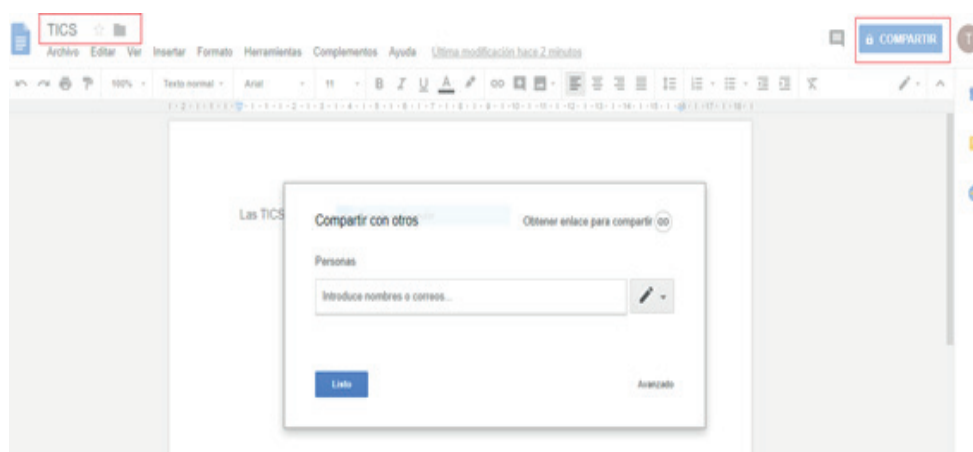 TICS
COMPARTIR
T
Archivo Editar Ver Insertar Formato Herramientas Complementos Ayuda Última modificación hace 2 minutos
100% Texto normal Arial 11 B I U A
Las TICS
Compartir con otros
Obtener enlace para compartir
Personas
Introduce nombres o correos...
Listo
Avanzado